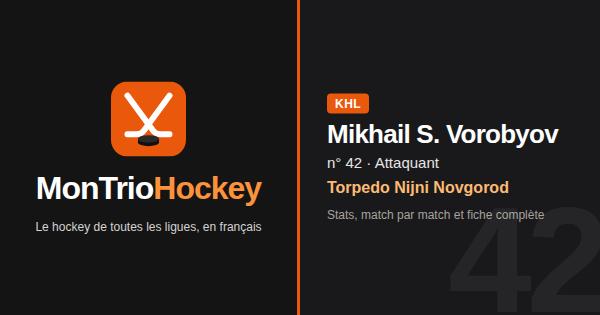 MonTrioHockey
Le hockey de toutes les ligues, en français
KHL
Mikhail S. Vorobyov
n° 42 · Attaquant
Torpedo Nijni Novgorod
Stats, match par match et fiche complète
42